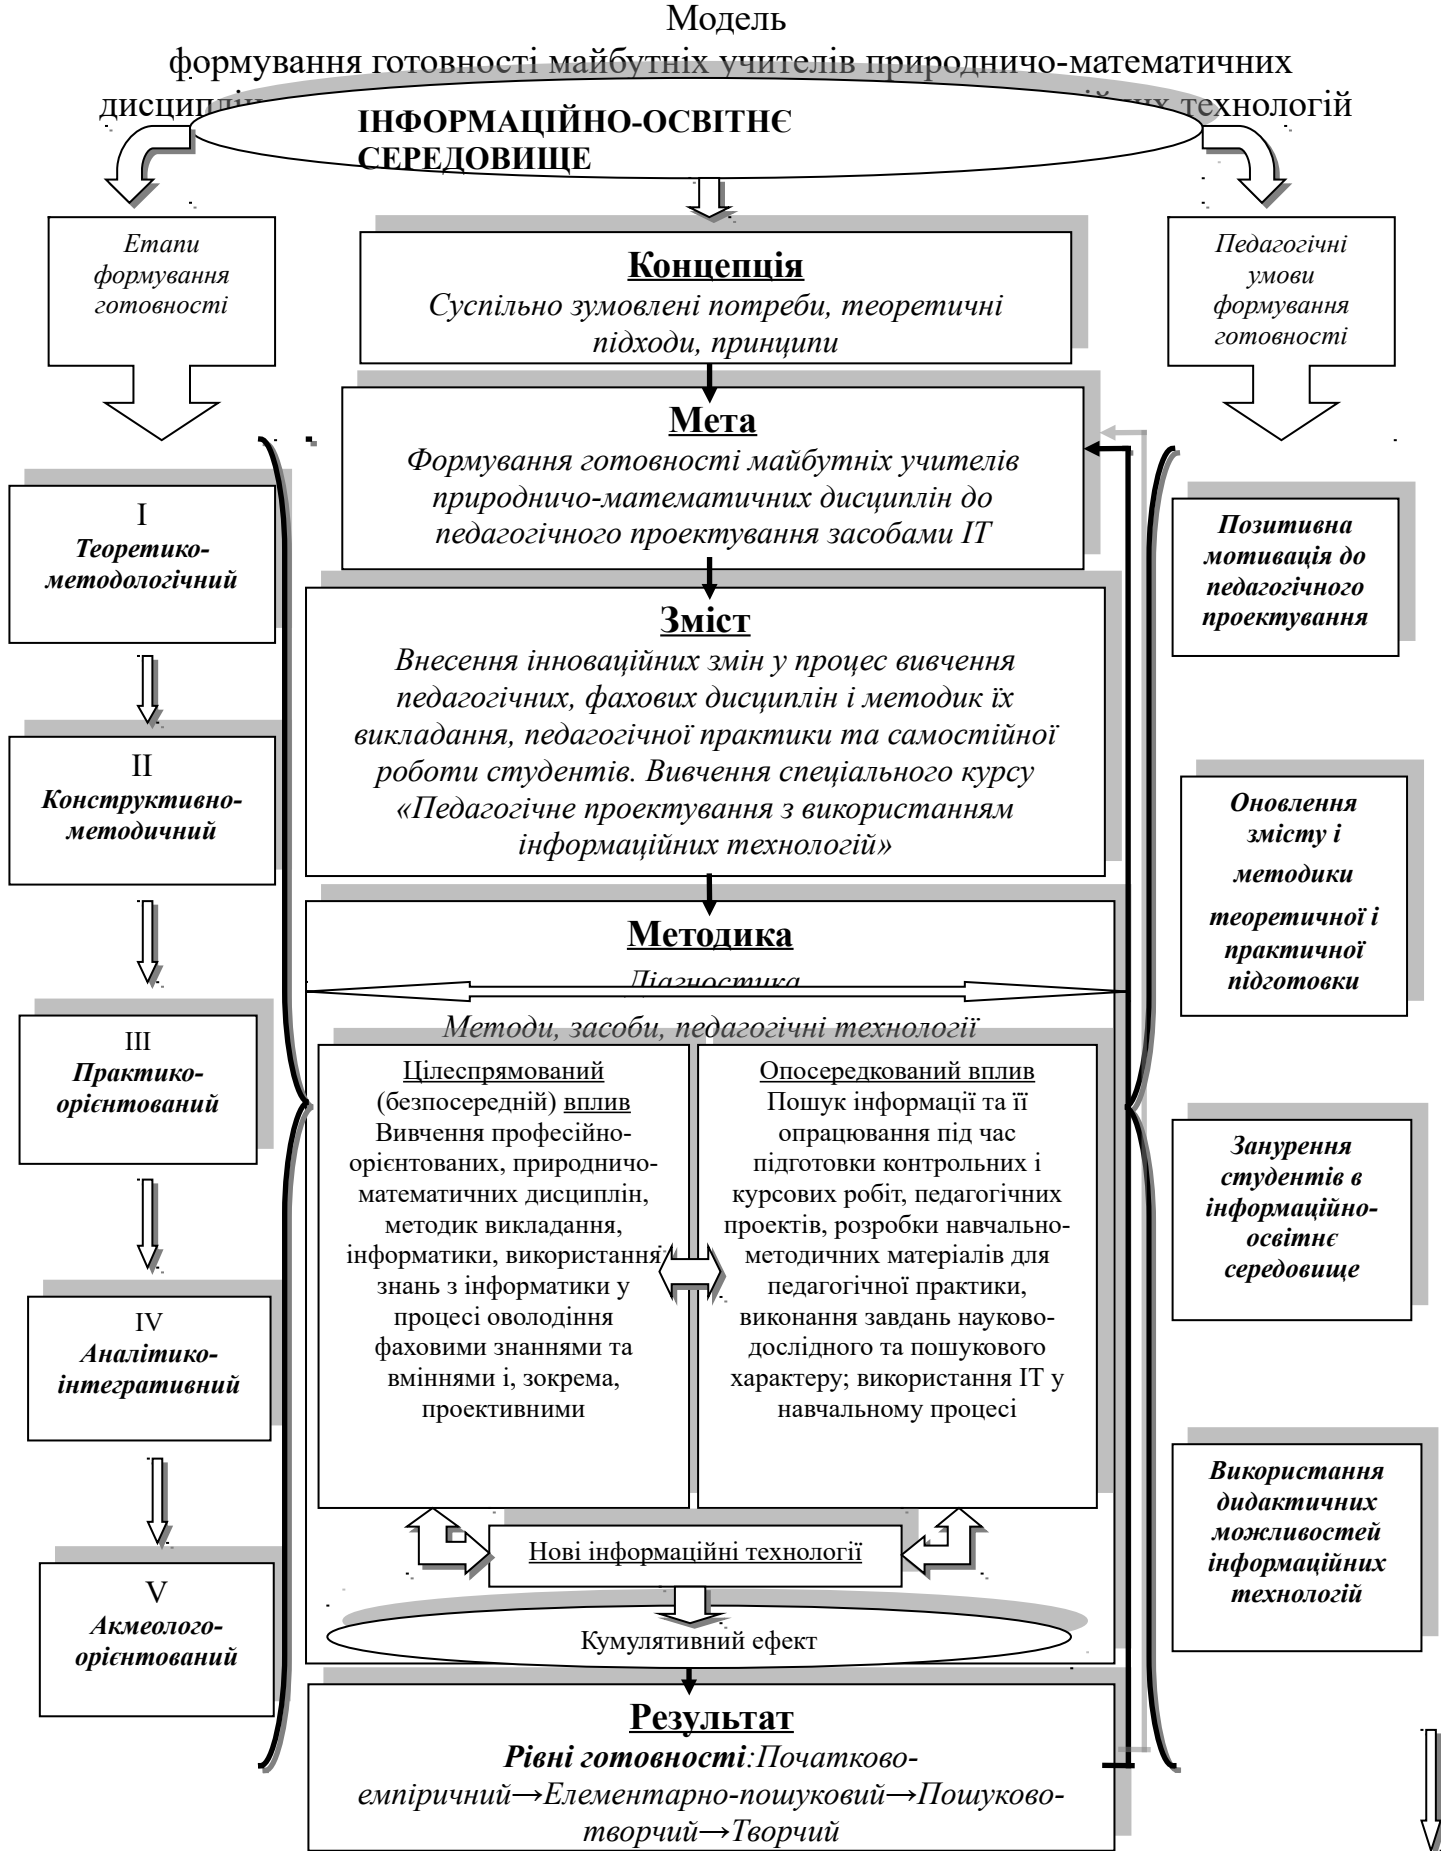 Модель
формування готовності майбутніх учителів природничо-математичних
технологій
ІНФОРМАЦІЙНО-ОСВІТНЄ
СЕРЕДОВИЩЕ
Етапи
формування
готовності
Концепція
Суспільно зумовлені потреби, теоретичні
підходи, принципи
Педагогічні
умови
формування
готовності
Мета
Формування готовності майбутніх учителів
природничо-математичних дисциплін до
педагогічного проектування засобами ІТ
Зміст
Внесення інноваційних змін у процес вивчення
педагогічних, фахових дисциплін і методик їх
викладання, педагогічної практики та самостійної
роботи студентів. Вивчення спеціального курсу
«Педагогічне проектування з використанням
інформаційних технологій»
Методика
Діагностика
Методи, засоби, педагогічні технології
Цілеспрямований
(безпосередній) вплив
Вивчення професійно-
орієнтованих, природничо-
математичних дисциплін,
методик викладання,
інформатики, використання
знань з інформатики у
процесі оволодіння
фаховими знаннями та
вміннями і, зокрема,
проективними
Опосередкований вплив
Пошук інформації та її
опрацювання під час
підготовки контрольних і
курсових робіт, педагогічних
проектів, розробки навчально-
методичних матеріалів для
педагогічної практики,
виконання завдань науково-
дослідного та пошукового
характеру; використання ІТ у
навчальному процесі
Нові інформаційні технології
Кумулятивний ефект
Результат
Рівні готовності:Початково-
емпіричний→Елементарно-пошуковий→Пошуково-
творчий→Творчий
I
Теоретико-
методологічний
II
Конструктивно-
методичний
III
Практико-
орієнтований
IV
Аналітико-
інтегративний
V
Акмеолого-
орієнтований
Позитивна
мотивація до
педагогічного
проектування
Оновлення
змісту і
методики
теоретичної і
практичної
підготовки
Занурення
студентів в
інформаційно-
освітнє
середовище
Використання
дидактичних
можливостей
інформаційних
технологій